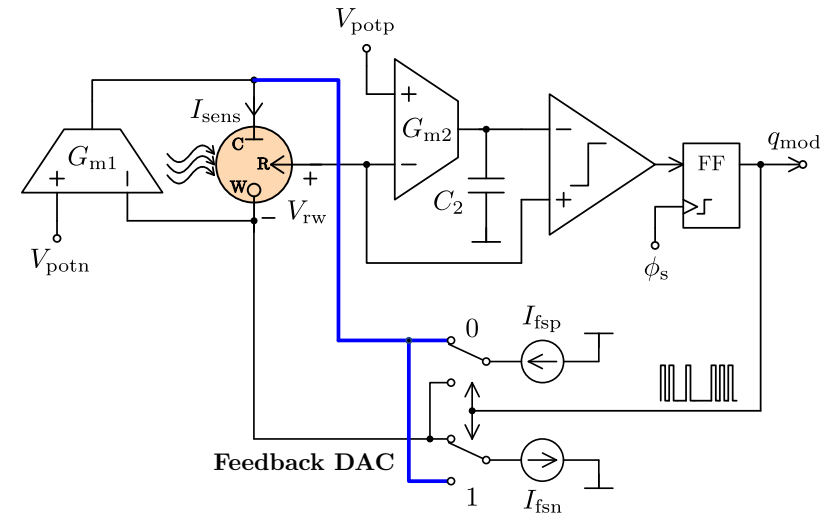 V_potp
q_mod
I_sens
C
+
G_m1
G_m2
FF
R
+
−
−
+ −
W
+
C_2
−
V_rw
V_potn
ϕ_s
0
I_fsp
Feedback DAC
1
I_fsn